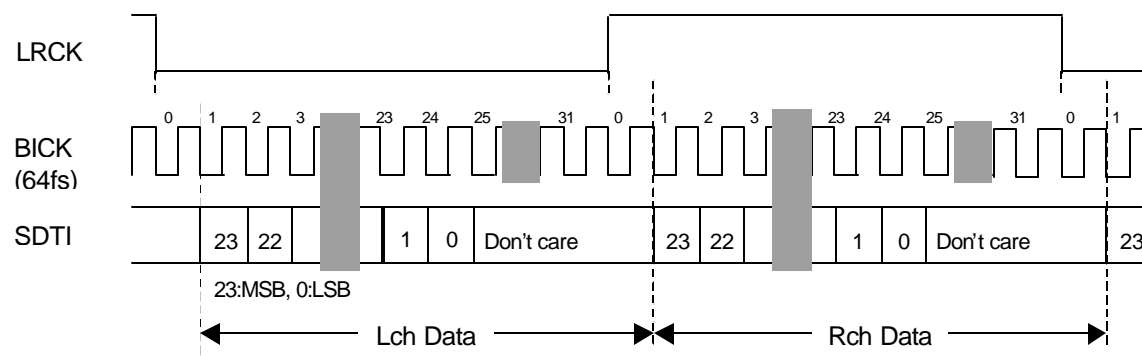 LRCK
0 1 2 3 23 24 25 31 0 1 2 3 23 24 25 31 0 1
BICK
(64fs)
SDTI 23 22 1 0 Don't care 23 22 1 0 Don't care 23
23:MSB, 0:LSB
Lch Data Rch Data